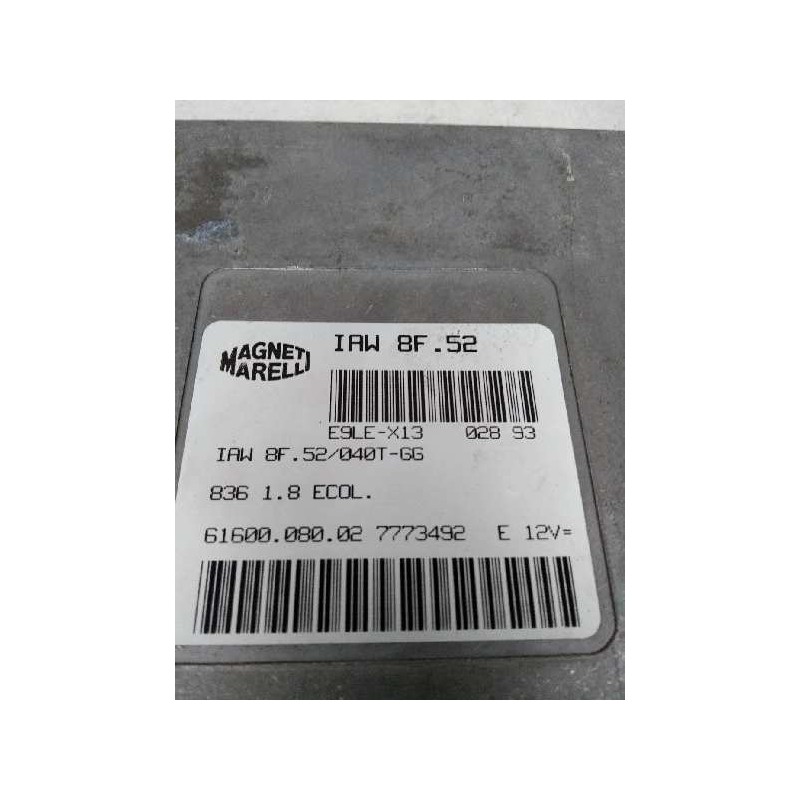 MAGNETI
MARELLI
IAW 8F.52
E9LE-X13 028 93
IAW 8F.52/040T-GG
836 1.8 ECOL.
61600.080.02 7773492 E 12V=